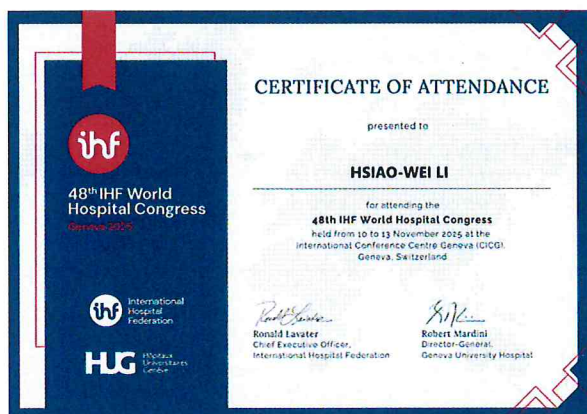 ihf
48th IHF World
Hospital Congress
Geneva 2025
ihf
International
Hospital
Federation
HUG
Hôpitaux
Universitaires
Genève
CERTIFICATE OF ATTENDANCE
presented to
HSIAO-WEI LI
for attending the
48th IHF World Hospital Congress
held from 10 to 13 November 2025 at the
International Conference Centre Geneva (CICG),
Geneva, Switzerland
Ronald Lavater
Chief Executive Officer,
International Hospital Federation
Robert Mardini
Director-General,
Geneva University Hospital